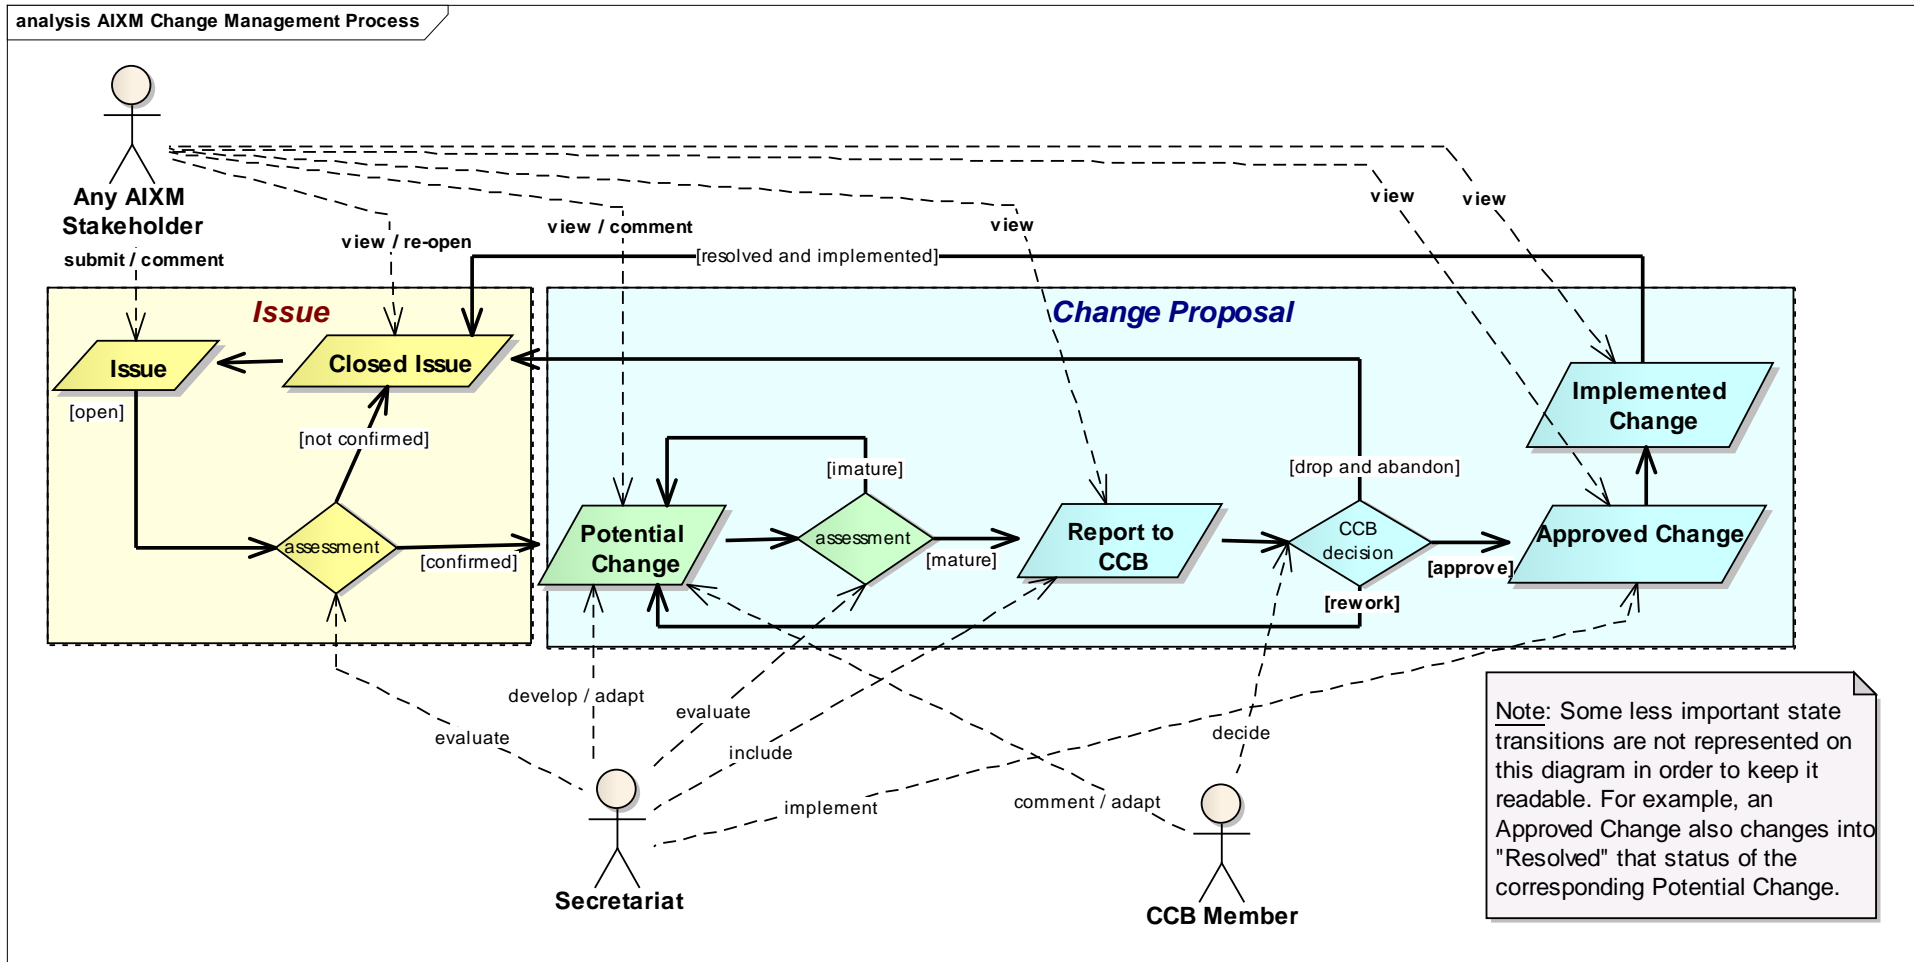 analysis AIXM Change Management Process
Any AIXM
Stakeholder
submit / comment
view / re-open
view / comment
view
view
view
[resolved and implemented]
Issue
Change Proposal
Issue
Closed Issue
[open]
[not confirmed]
assessment
[confirmed]
Implemented
Change
[imature]
[drop and abandon]
Potential
Change
assessment
[mature]
Report to
CCB
CCB
decision
[approve]
Approved Change
[rework]
develop / adapt
evaluate
evaluate
include
decide
implement
comment / adapt
Secretariat
CCB Member
Note: Some less important state
transitions are not represented on
this diagram in order to keep it
readable. For example, an
Approved Change also changes into
"Resolved" that status of the
corresponding Potential Change.